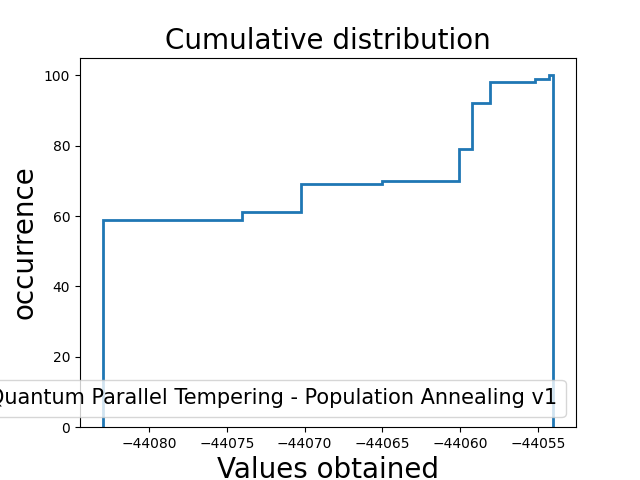 Cumulative distribution
100
80
60
40
20
0
occurrence
Quantum Parallel Tempering - Population Annealing v1
−44080 −44075 −44070 −44065 −44060 −44055
Values obtained